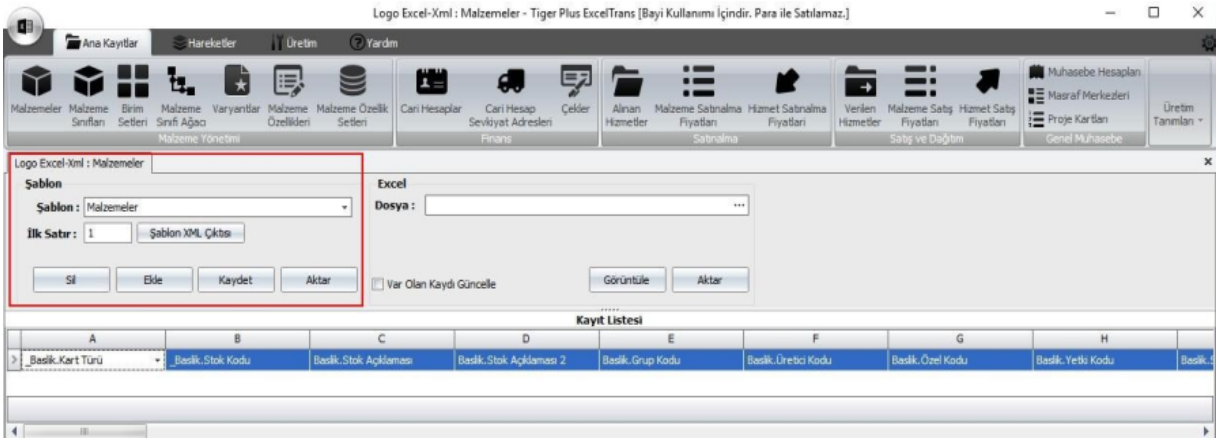 Logo Excel-Xml : Malzemeler - Tiger Plus ExcelTrans [Bayi Kullanımı İçindir. Para ile Satılamaz.]
Ana Kayıtlar Hareketler Üretim Yardım
Malzemeler Malzeme Sınıfları Birim Setleri Malzeme Sınıfı Ağacı Varyantlar Malzeme Özellikleri Malzeme Özellik Setleri
Malzeme Yönetimi
Cari Hesaplar Cari Hesap Sevkiyat Adresleri Çekler
Finans
Alınan Hizmetler Malzeme Satınalma Fiyatları Hizmet Satınalma Fiyatları
Satınalma
Verilen Hizmetler Malzeme Satış Fiyatları Hizmet Satış Fiyatları
Satış ve Dağıtım
Muhasebe Hesapları
Masraf Merkezleri
Proje Kartları
Genel Muhasebe
Üretim Tanımları
Logo Excel-Xml : Malzemeler
Şablon
Şablon : Malzemeler
İlk Satır : 1 Şablon XML Çıktısı
Sil Ekle Kaydet Aktar
Excel
Dosya : ...
Var Olan Kaydı Güncelle Görüntüle Aktar
Kayıt Listesi
A B C D E F G H
_Baslik.Kart Türü _Baslik.Stok Kodu Baslik.Stok Açıklaması Baslik.Stok Açıklaması 2 Baslik.Grup Kodu Baslik.Üretici Kodu Baslik.Özel Kodu Baslik.Yetki Kodu Baslik.S